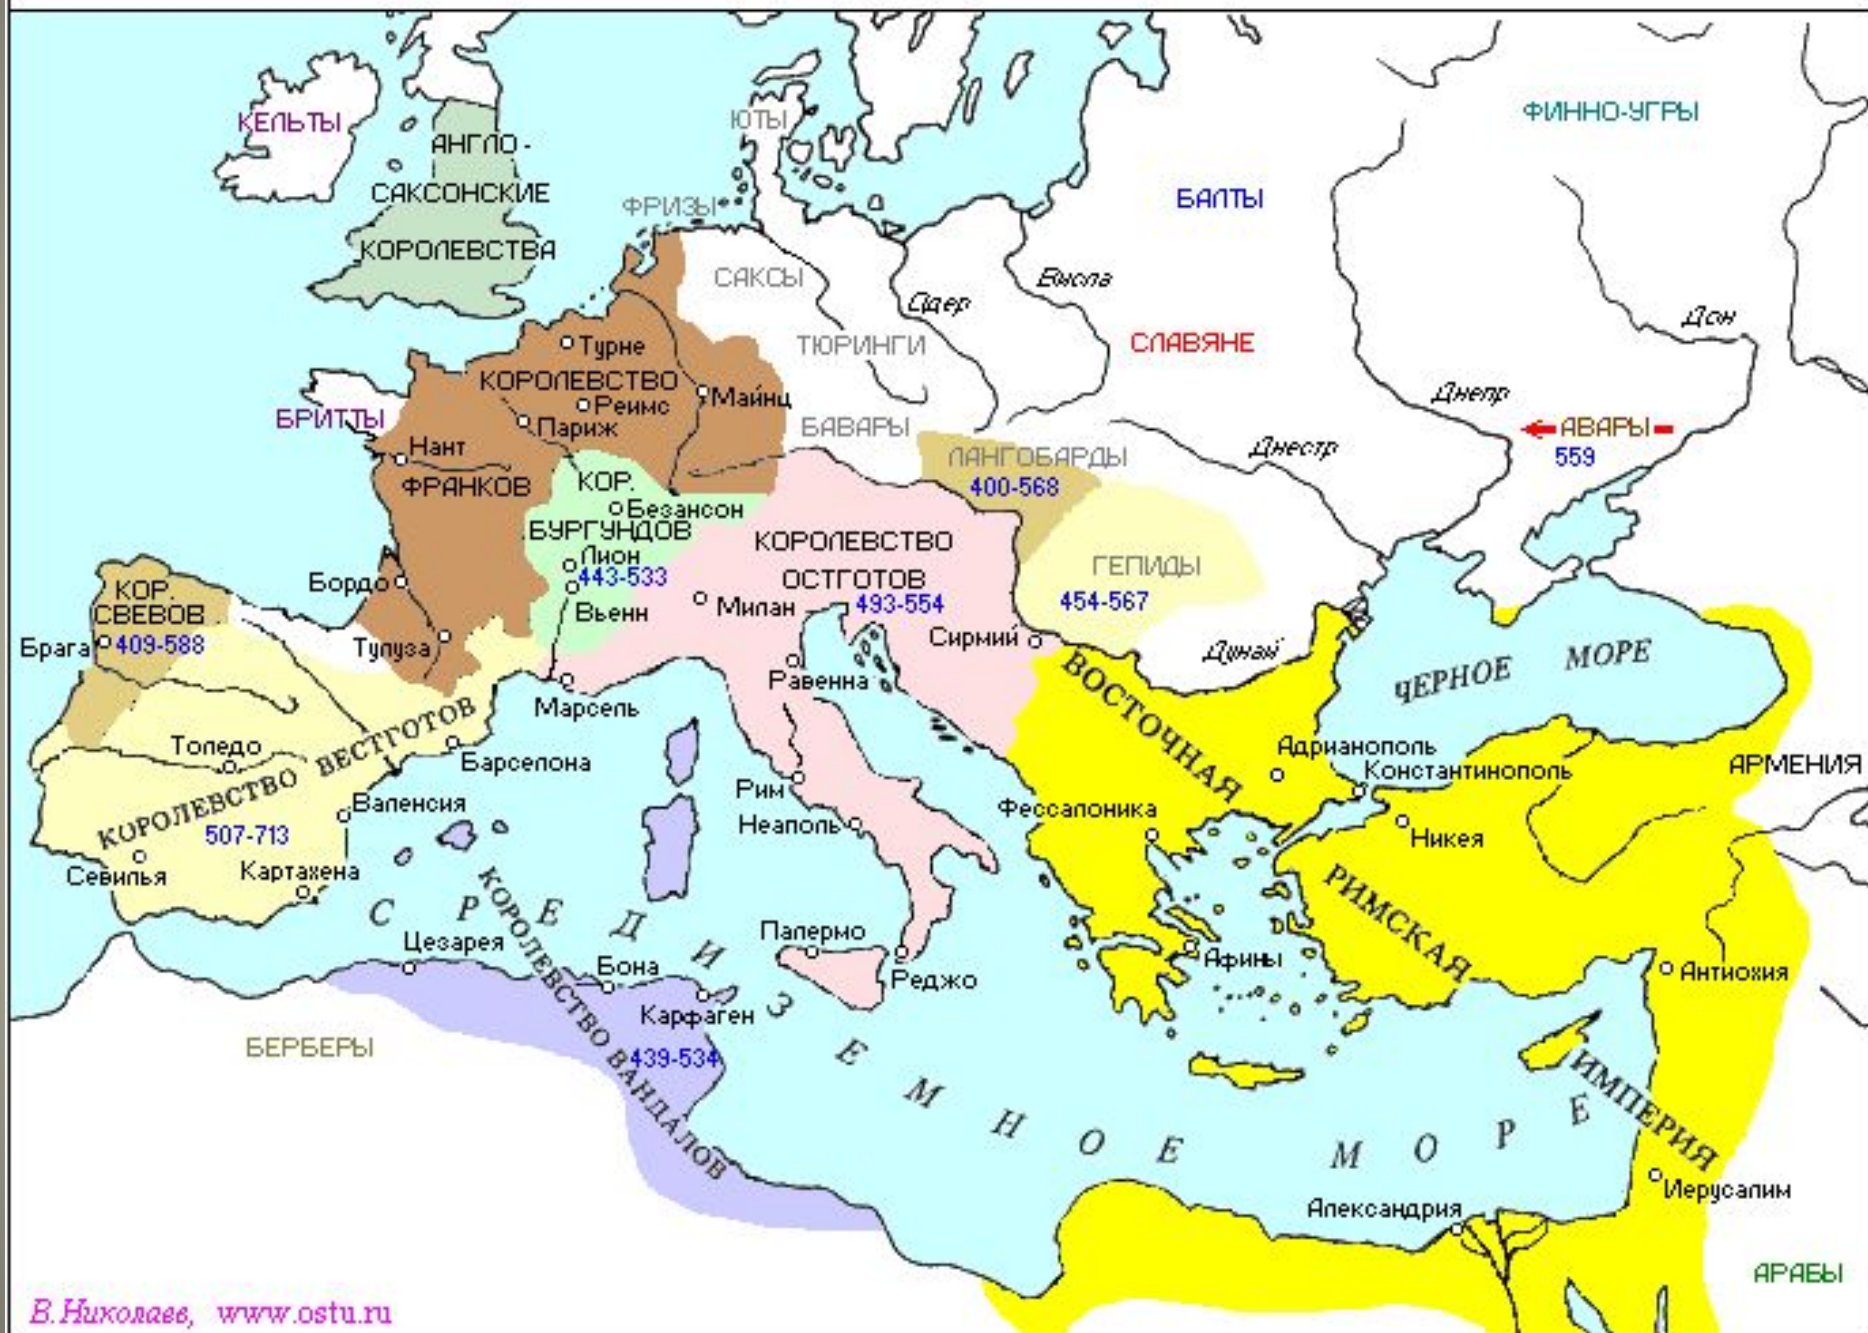 КЕЛЬТЫ
АНГЛО-
САКСОНСКИЕ
КОРОЛЕВСТВА
ЮТЫ
ФРИЗЫ
САКСЫ
ТЮРИНГИ
БАВАРЫ
БАЛТЫ
ФИННО-УГРЫ
Одер
Висла
СЛАВЯНЕ
Дон
Днепр
АВАРЫ
559
Днестр
БРИТТЫ
Турне
КОРОЛЕВСТВО
Реимс
Париж
Майнц
Нант
ФРАНКОВ
Бордо
Тулуза
КОР.
Безансон
БУРГУНДОВ
Лион
443-533
Вьенн
ЛАНГОБАРДЫ
400-568
ГЕПИДЫ
454-567
КОРОЛЕВСТВО
ОСТГОТОВ
493-554
Милан
Сирмий
Дунай
Равенна
Марсель
Рим
Неаполь
Палермо
Реджо
КОР.
СВЕВОВ
Брага
409-588
Толедо
КОРОЛЕВСТВО ВЕСТГОТОВ
507-713
Барселона
Валенсия
Севилья
Картахена
ЧЕРНОЕ МОРЕ
ВОСТОЧНАЯ
РИМСКАЯ
ИМПЕРИЯ
Адрианополь
Константинополь
АРМЕНИЯ
Фессалоника
Никея
Афины
Антиохия
СРЕДИЗЕМНОЕ МОРЕ
Цезарея
Бона
Карфаген
КОРОЛЕВСТВО ВАНДАЛОВ
439-534
БЕРБЕРЫ
Иерусалим
Александрия
АРАБЫ
В.Николаев, www.ostu.ru